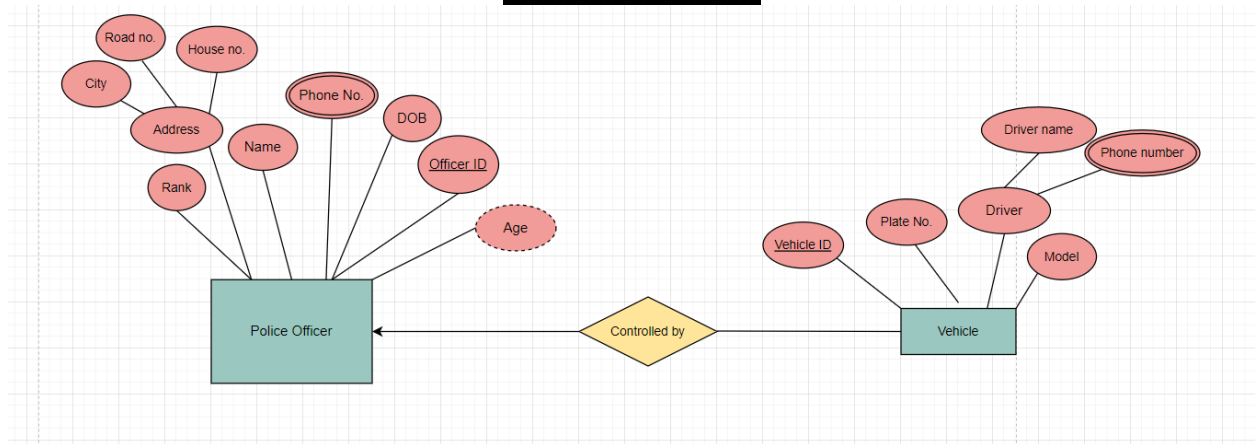 Road no.
House no.
City
Phone No.
DOB
Address
Name
Officer ID
Rank
Age
Driver name
Phone number
Driver
Plate No.
Vehicle ID
Model
Police Officer
Controlled by
Vehicle